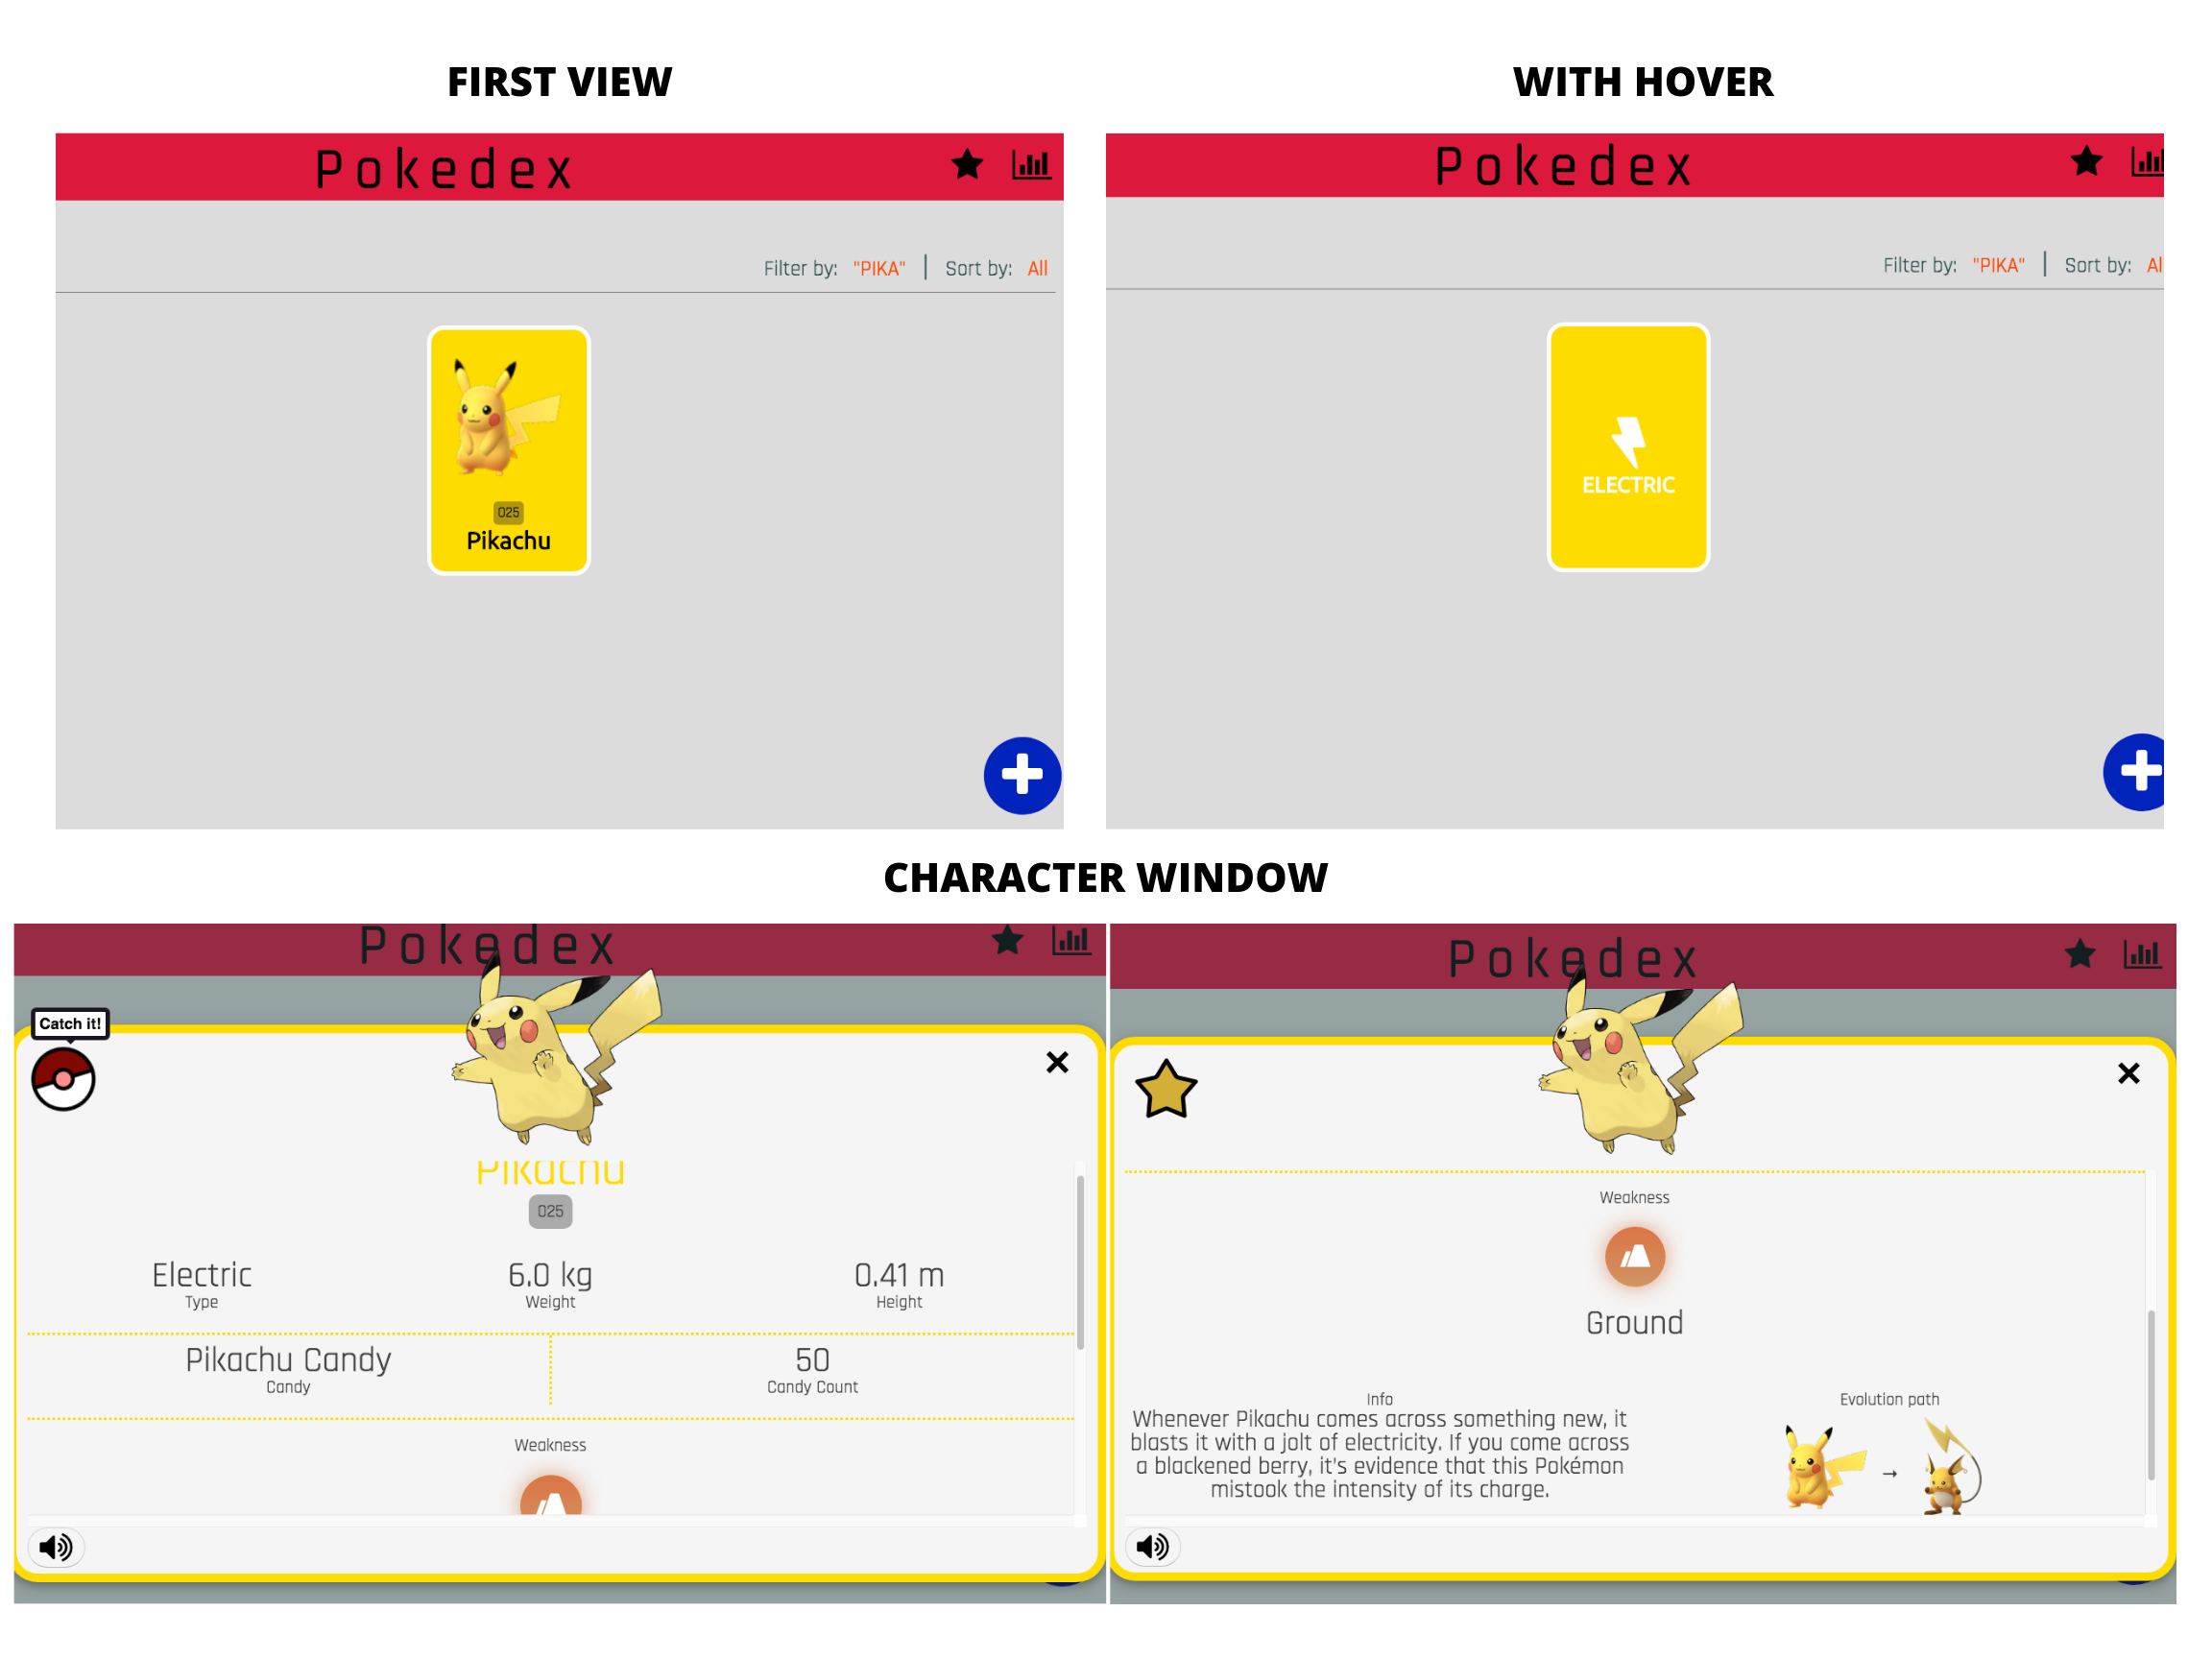 FIRST VIEW
WITH HOVER
Pokedex
Filter by: "PIKA" | Sort by: All
025
Pikachu
Pokedex
Filter by: "PIKA" | Sort by: Al
ELECTRIC
CHARACTER WINDOW
Pokedex
Catch it!
Pikachu
025
Electric
Type
6.0 kg
Weight
0.41 m
Height
Pikachu Candy
Candy
50
Candy Count
Weakness
Pokedex
Weakness
Ground
Info
Whenever Pikachu comes across something new, it
blasts it with a jolt of electricity. If you come across
a blackened berry, it's evidence that this Pokémon
mistook the intensity of its charge.
Evolution path
→